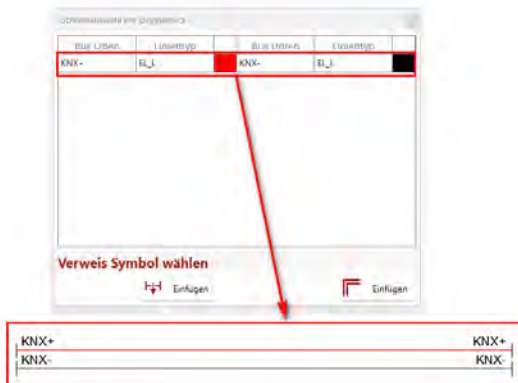 Bus Linien Linientyp Bus Linien Linientyp
KNX- EL_L KNX- EL_L
Verweis Symbol wählen
Einfügen Einfügen
KNX+ KNX+
KNX- KNX-